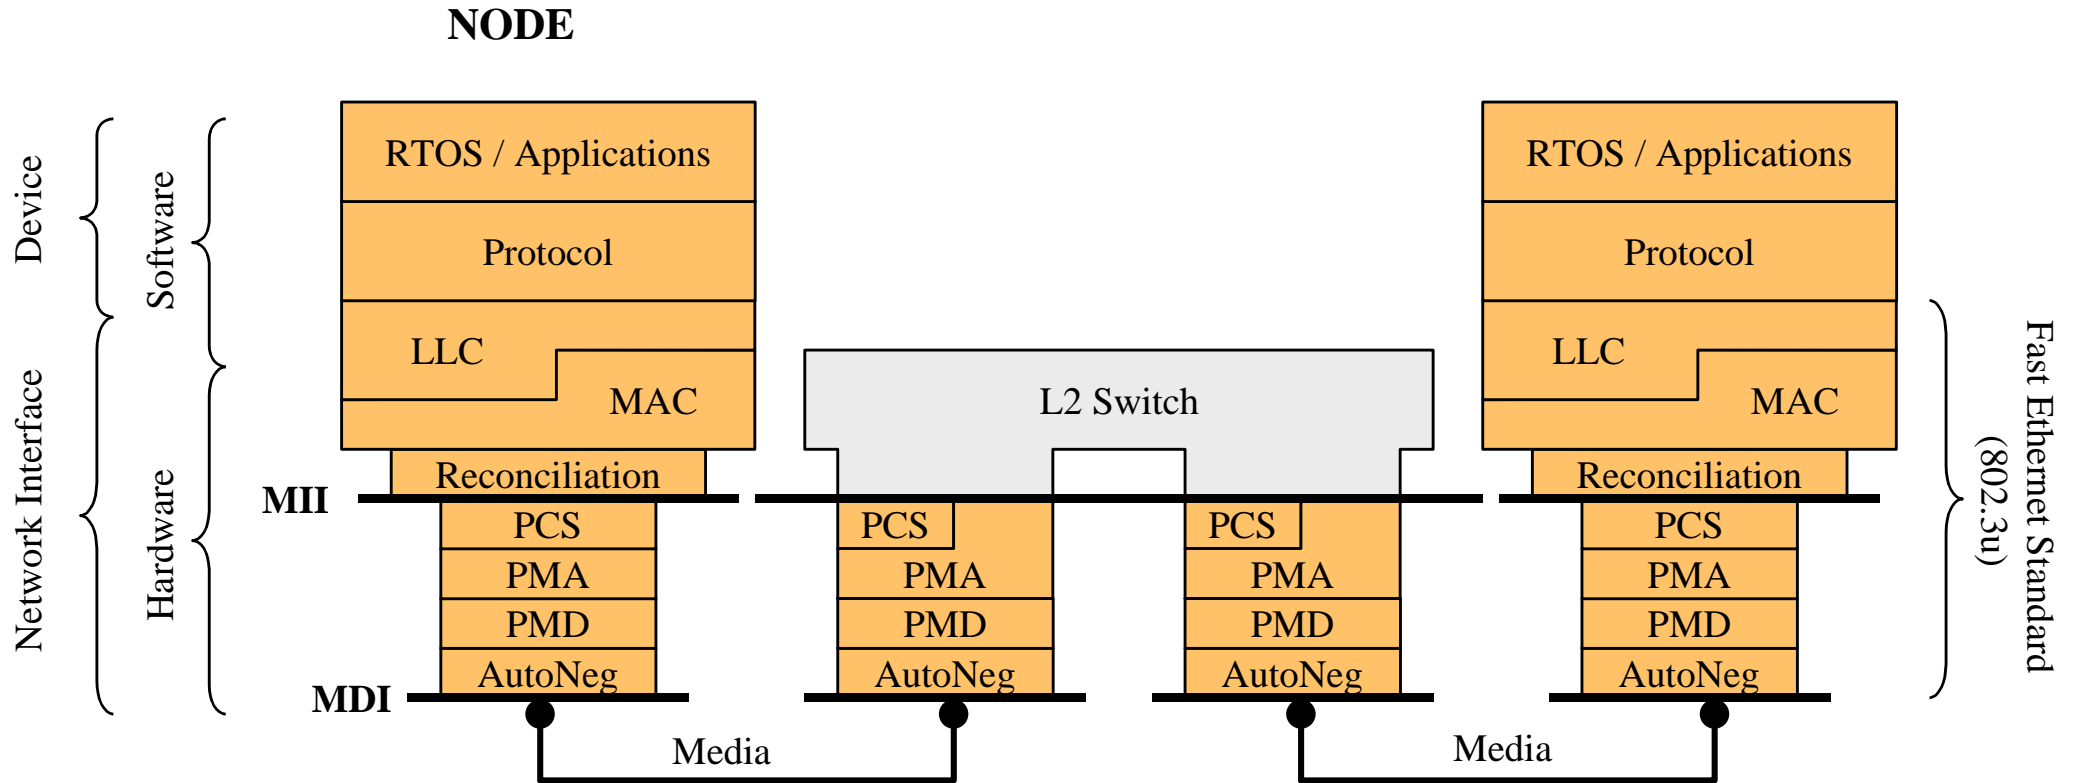 NODE
Device
Software
Network Interface
Hardware
RTOS / Applications
Protocol
LLC
MAC
Reconciliation
MII
PCS
PMA
PMD
AutoNeg
MDI
L2 Switch
PCS
PMA
PMD
AutoNeg
PCS
PMA
PMD
AutoNeg
RTOS / Applications
Protocol
LLC
MAC
Reconciliation
PCS
PMA
PMD
AutoNeg
Media
Media
Fast Ethernet Standard
(802.3u)